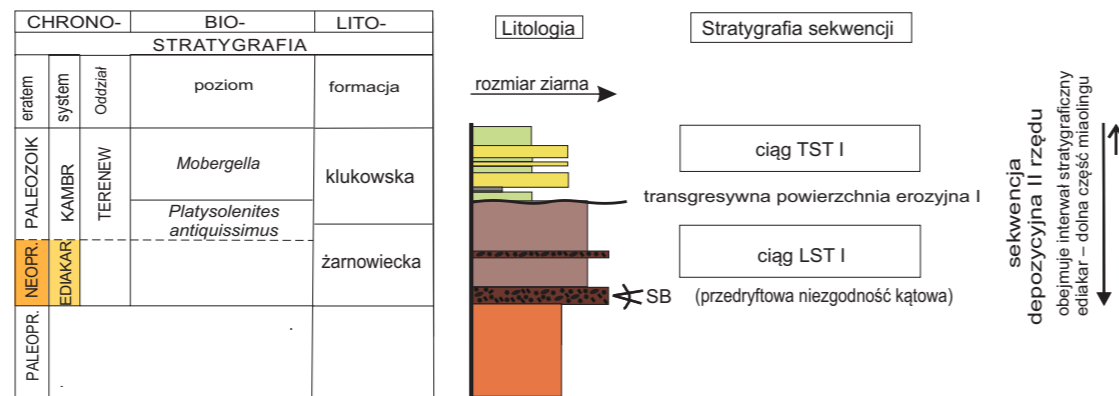 CHRONO-
BIO-
LITO-
STRATYGRAFIA
eratem
system
Oddział
poziom
formacja
PALEOZOIK
KAMBR
TERENEW
Mobergella
klukowska
Platysolenites
antiquissimus
NEOPR.
EDIAKAR
żarnowiecka
PALEOPR.
Litologia
rozmiar ziarna
Stratygrafia sekwencji
ciąg TST I
transgresywna powierzchnia erozyjna I
ciąg LST I
SB
(przedryftowa niezgodność kątowa)
sekwencja
depozycyjna II rzędu
obejmuje interwał stratygraficzny
ediakar – dolna część miaolingu